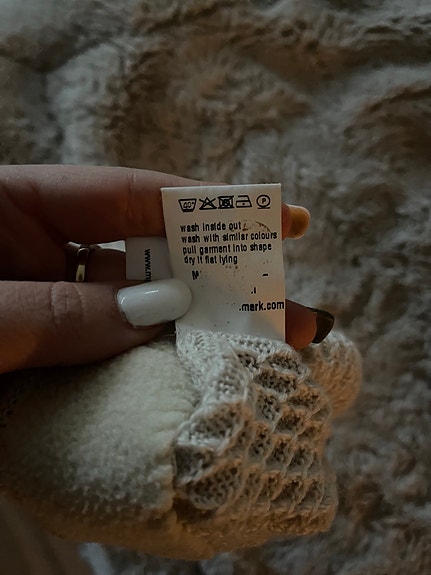 40°
P
wash inside out
wash with similar colours
pull garment into shape
dry it flat lying
.mark.com
www.m